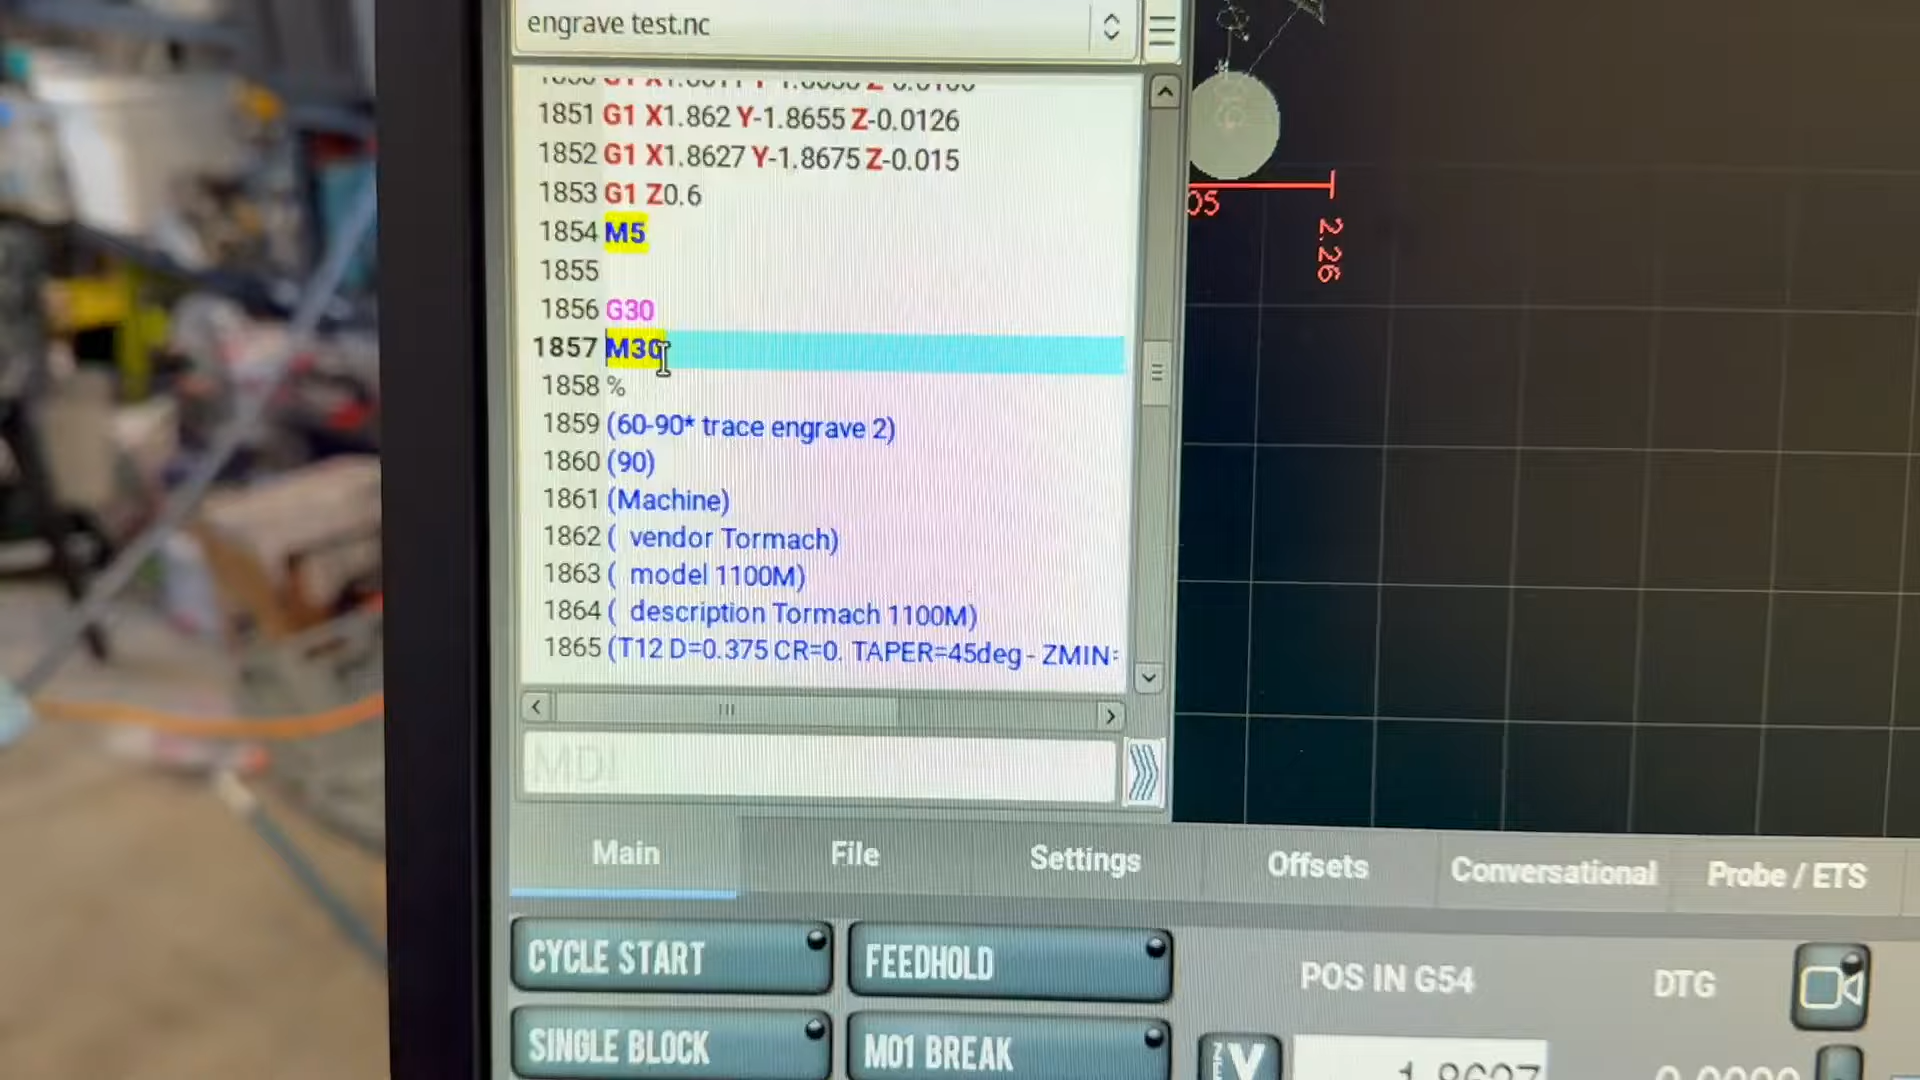 engrave test.nc
1851 G1 X1.862 Y-1.8655 Z-0.0126
1852 G1 X1.8627 Y-1.8675 Z-0.015
1853 G1 Z0.6
1854 M5
1855
1856 G30
1857 M30
1858 %
1859 (60-90* trace engrave 2)
1860 (90)
1861 (Machine)
1862 (  vendor Tormach)
1863 (  model 1100M)
1864 (  description Tormach 1100M)
1865 (T12 D=0.375 CR=0. TAPER=45deg - ZMIN=
05
2.26
MDI
Main
File
Settings
Offsets
Conversational
Probe / ETS
CYCLE START
FEEDHOLD
POS IN G54
DTG
SINGLE BLOCK
M01 BREAK